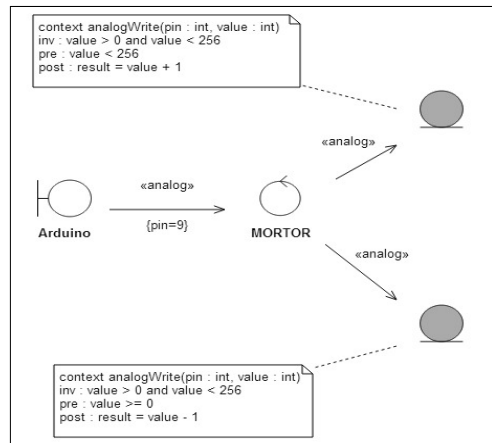 context analogWrite(pin : int, value : int)
inv : value > 0 and value < 256
pre : value < 256
post : result = value + 1
«analog»
«analog»
{pin=9}
Arduino
MORTOR
«analog»
context analogWrite(pin : int, value : int)
inv : value > 0 and value < 256
pre : value >= 0
post : result = value - 1